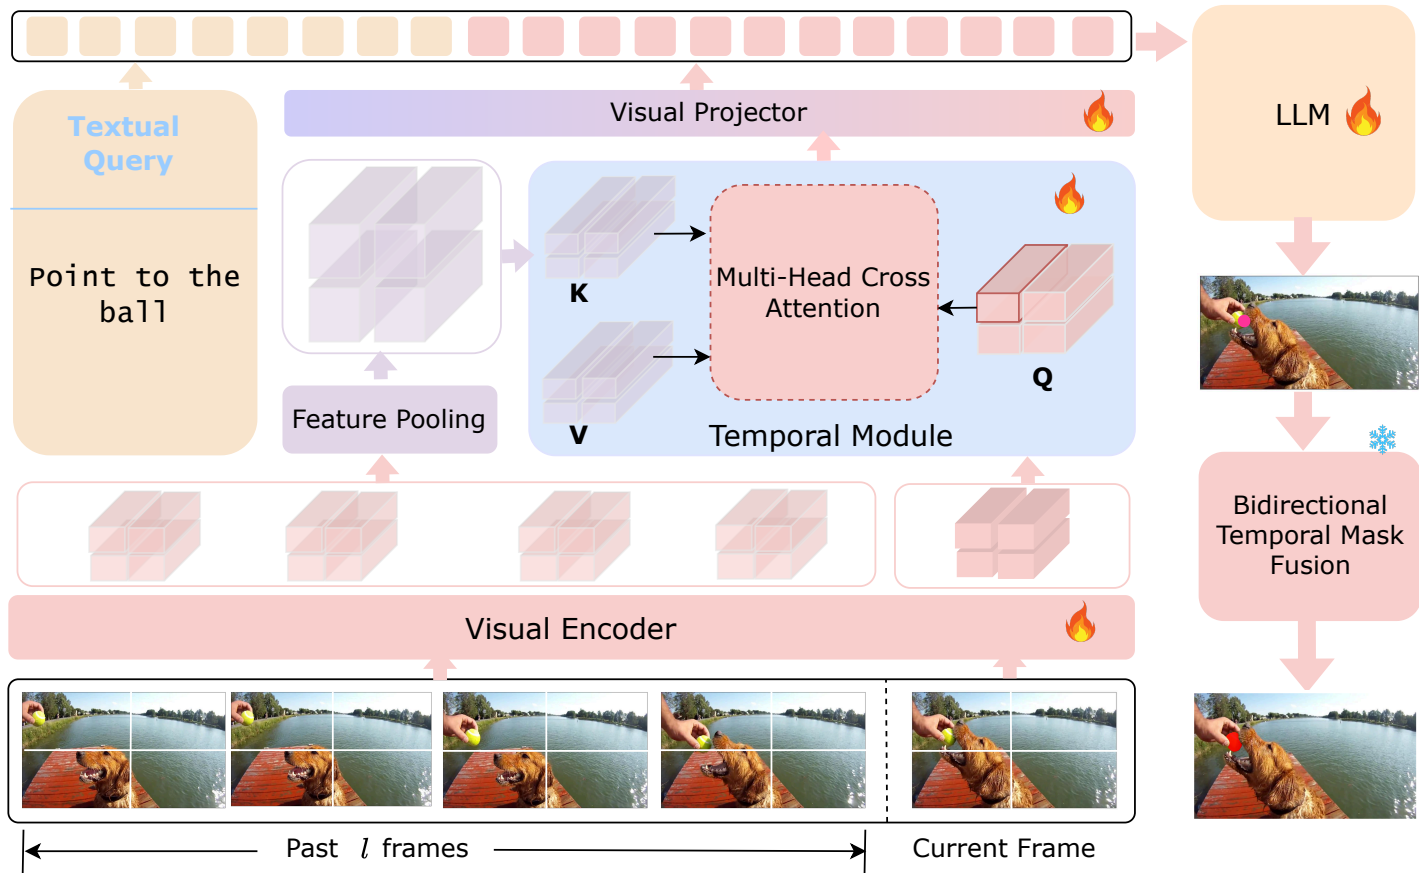 Textual
Query
Point to the
ball
Visual Projector
LLM
K
V
Multi-Head Cross
Attention
Q
Temporal Module
Feature Pooling
Bidirectional
Temporal Mask
Fusion
Visual Encoder
Past l frames
Current Frame